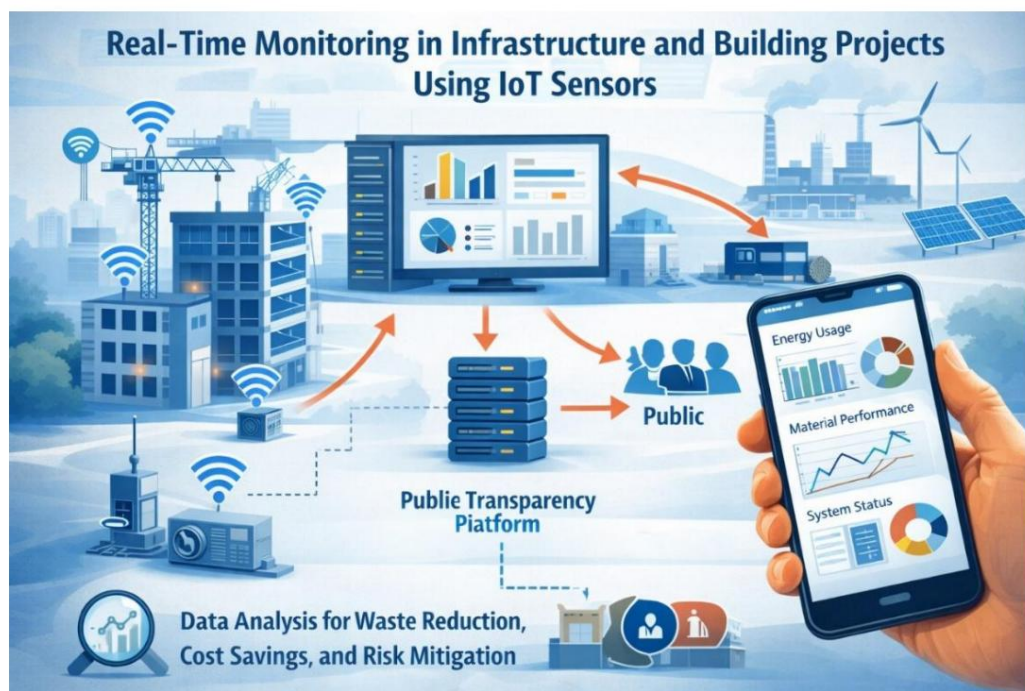 Real-Time Monitoring in Infrastructure and Building Projects
Using IoT Sensors
Energy Usage
Material Performance
System Status
Public
Public Transparency
Piatform
Data Analysis for Waste Reduction,
Cost Savings, and Risk Mitigation